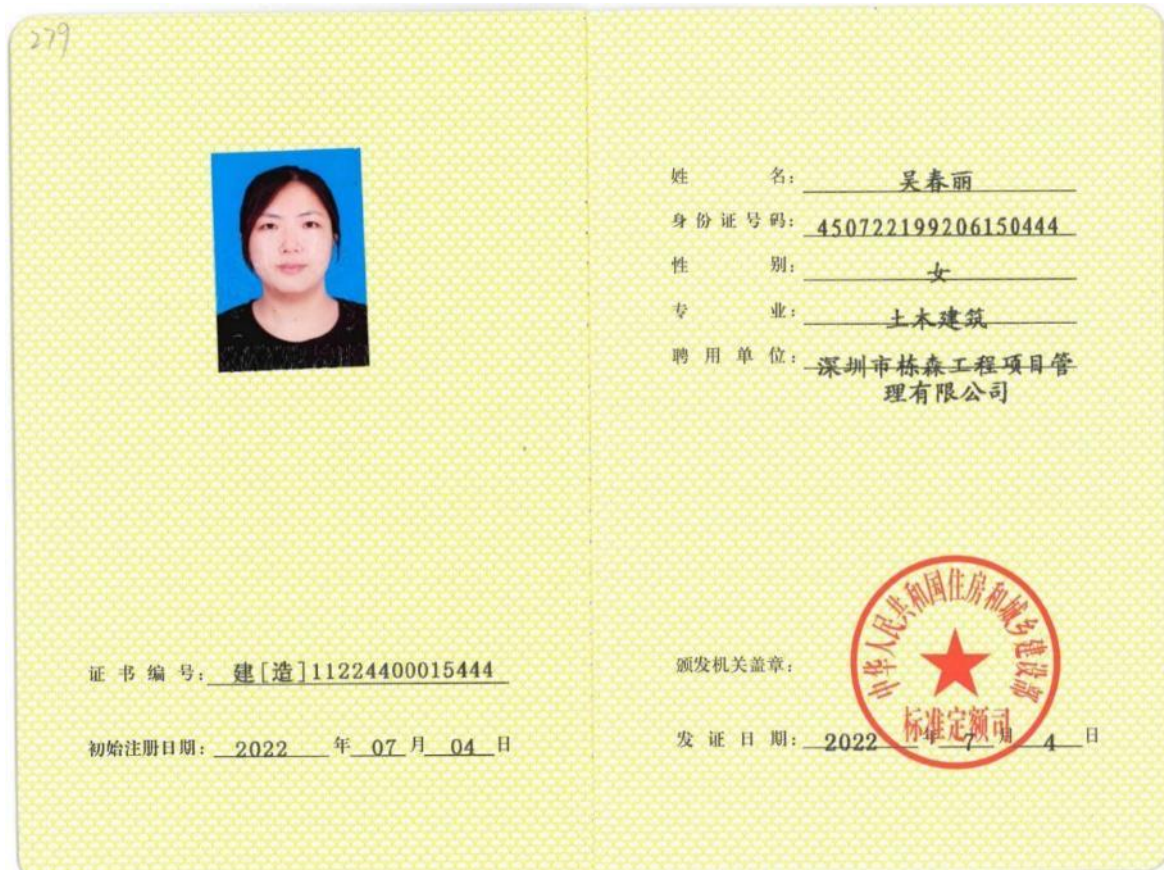 279
姓名：吴春丽
身份证号码：450722199206150444
性别：女
专业：土木建筑
聘用单位：深圳市栋森工程项目管
理有限公司
证书编号：建[造]11224400015444
初始注册日期：2022年07月04日
颁发机关盖章：
中华人民共和国住房和城乡建设部
标准定额司
发证日期：2022年7月4日